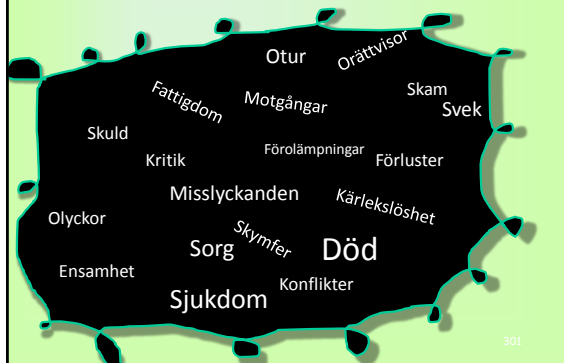 Otur
Orättvisor
Fattigdom
Motgångar
Skam
Svek
Skuld
Kritik
Förolämpningar
Förluster
Misslyckanden
Kärlekslöshet
Olyckor
Skymfer
Sorg
Död
Ensamhet
Konflikter
Sjukdom
301